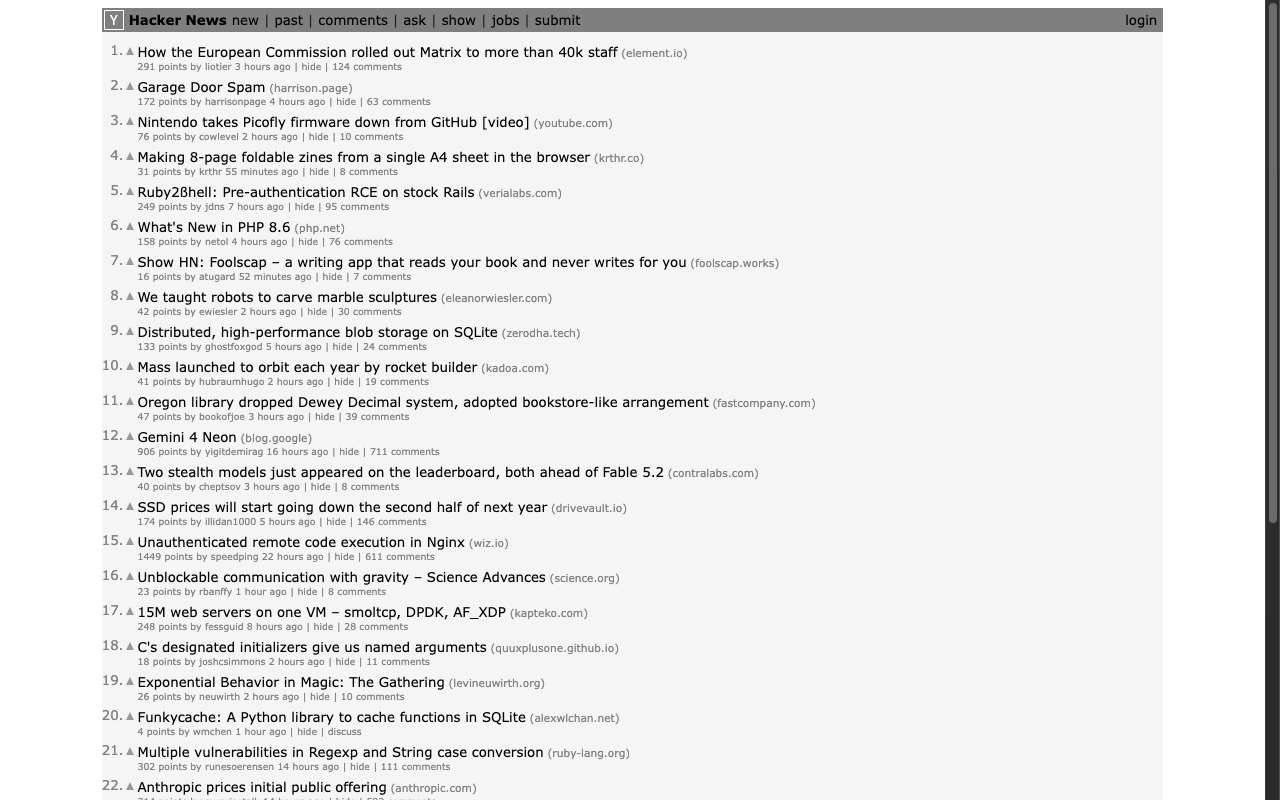 Y Hacker News new | past | comments | ask | show | jobs | submit login
1. ▲ How the European Commission rolled out Matrix to more than 40k staff (element.io)
291 points by liotier 3 hours ago | hide | 124 comments
2. ▲ Garage Door Spam (harrison.page)
172 points by harrisonpage 4 hours ago | hide | 63 comments
3. ▲ Nintendo takes Picofly firmware down from GitHub [video] (youtube.com)
76 points by cowlevel 2 hours ago | hide | 10 comments
4. ▲ Making 8-page foldable zines from a single A4 sheet in the browser (krthr.co)
31 points by krthr 55 minutes ago | hide | 8 comments
5. ▲ Ruby2ßhell: Pre-authentication RCE on stock Rails (verialabs.com)
249 points by jdns 7 hours ago | hide | 95 comments
6. ▲ What's New in PHP 8.6 (php.net)
158 points by netol 4 hours ago | hide | 76 comments
7. ▲ Show HN: Foolscap – a writing app that reads your book and never writes for you (foolscap.works)
16 points by atugard 52 minutes ago | hide | 7 comments
8. ▲ We taught robots to carve marble sculptures (eleanorwiesler.com)
42 points by ewiesler 2 hours ago | hide | 30 comments
9. ▲ Distributed, high-performance blob storage on SQLite (zerodha.tech)
133 points by ghostfoxgod 5 hours ago | hide | 24 comments
10. ▲ Mass launched to orbit each year by rocket builder (kadoa.com)
41 points by hubraumhugo 2 hours ago | hide | 19 comments
11. ▲ Oregon library dropped Dewey Decimal system, adopted bookstore-like arrangement (fastcompany.com)
47 points by bookofjoe 3 hours ago | hide | 39 comments
12. ▲ Gemini 4 Neon (blog.google)
906 points by yigitdemirag 16 hours ago | hide | 711 comments
13. ▲ Two stealth models just appeared on the leaderboard, both ahead of Fable 5.2 (contralabs.com)
40 points by cheptsov 3 hours ago | hide | 8 comments
14. ▲ SSD prices will start going down the second half of next year (drivevault.io)
174 points by illidan1000 5 hours ago | hide | 146 comments
15. ▲ Unauthenticated remote code execution in Nginx (wiz.io)
1449 points by speedping 22 hours ago | hide | 611 comments
16. ▲ Unblockable communication with gravity – Science Advances (science.org)
23 points by rbanffy 1 hour ago | hide | 8 comments
17. ▲ 15M web servers on one VM – smoltcp, DPDK, AF_XDP (kapteko.com)
248 points by fessguid 8 hours ago | hide | 28 comments
18. ▲ C's designated initializers give us named arguments (quuxplusone.github.io)
18 points by joshcsimmons 2 hours ago | hide | 11 comments
19. ▲ Exponential Behavior in Magic: The Gathering (levineuwirth.org)
26 points by neuwirth 2 hours ago | hide | 10 comments
20. ▲ Funkycache: A Python library to cache functions in SQLite (alexwlchan.net)
4 points by wmchen 1 hour ago | hide | discuss
21. ▲ Multiple vulnerabilities in Regexp and String case conversion (ruby-lang.org)
302 points by runesoerensen 14 hours ago | hide | 111 comments
22. ▲ Anthropic prices initial public offering (anthropic.com)